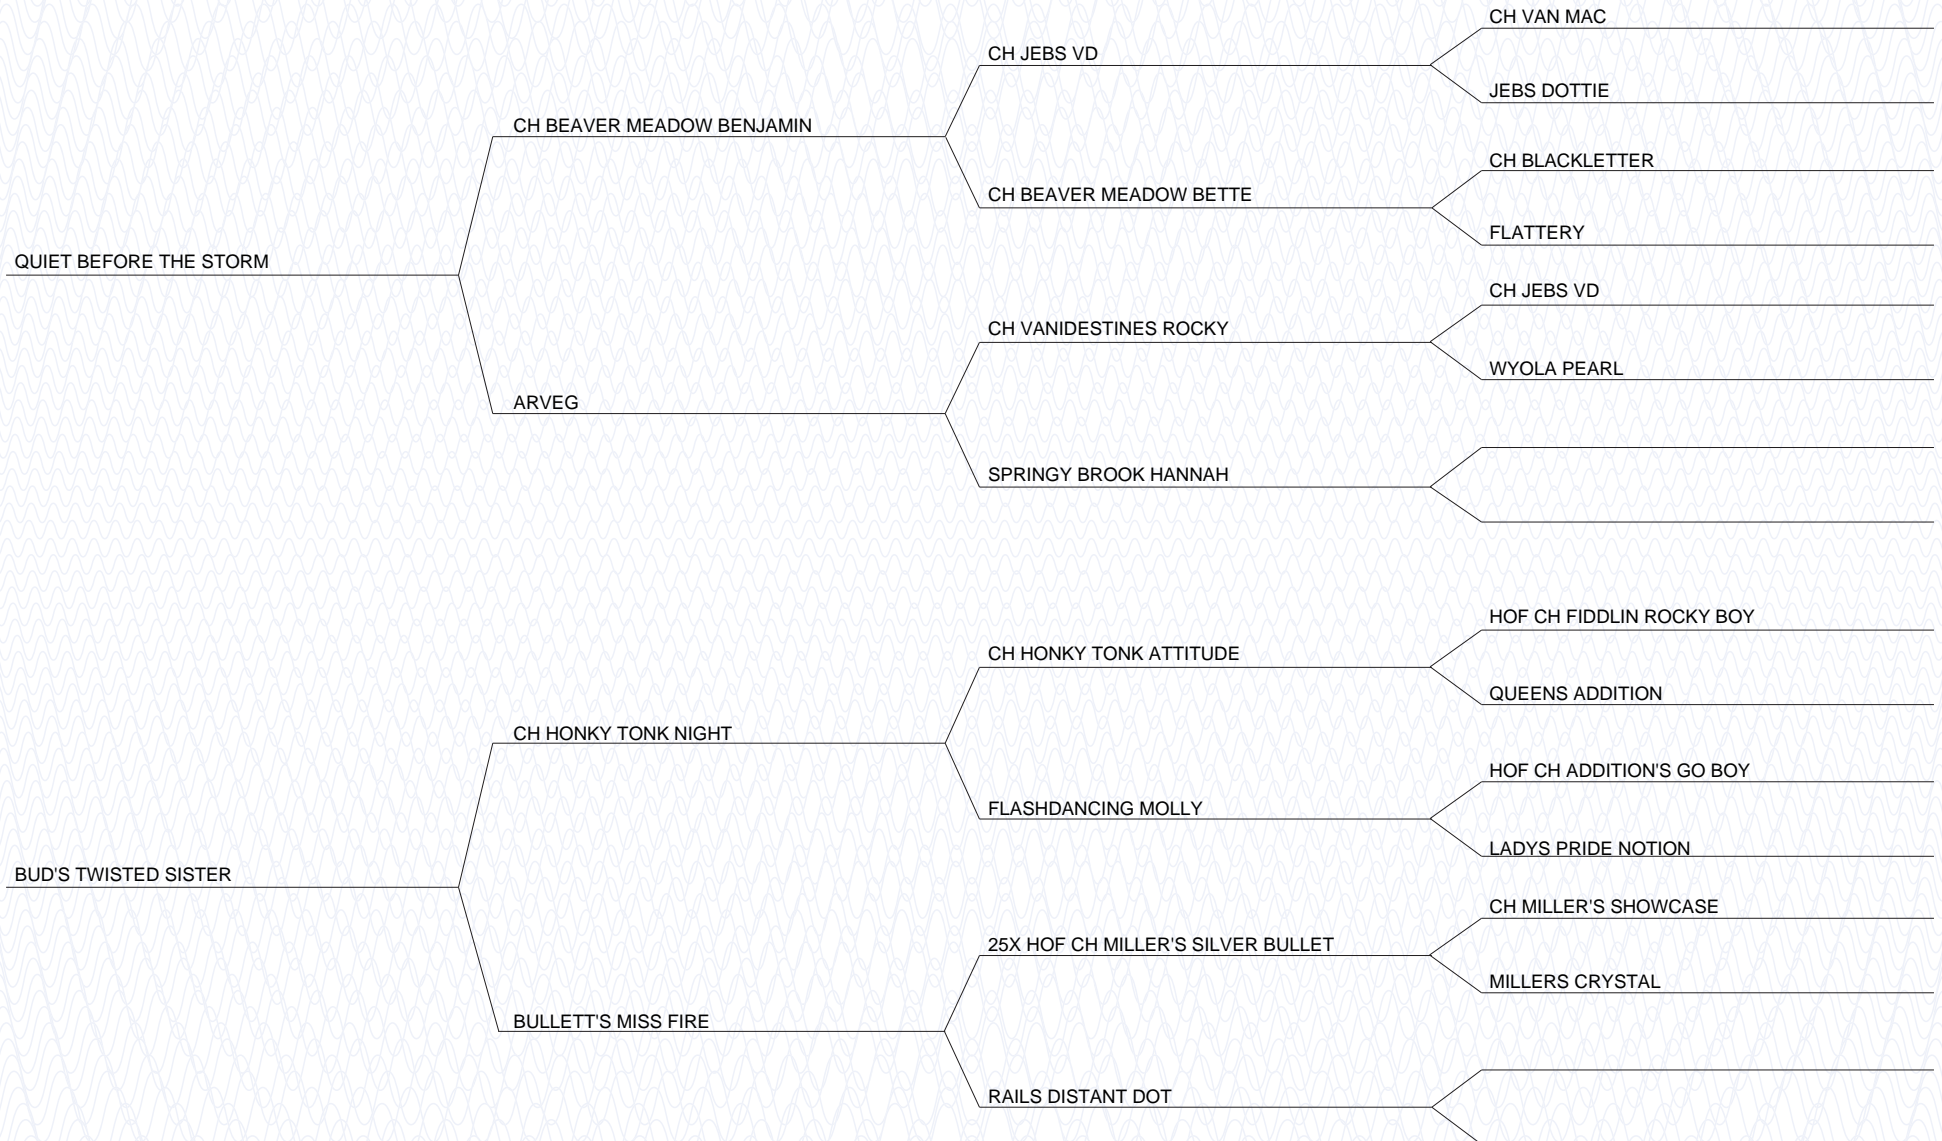 CH VAN MAC
CH JEBS VD
JEBS DOTTIE
CH BEAVER MEADOW BENJAMIN
CH BLACKLETTER
CH BEAVER MEADOW BETTE
FLATTERY
QUIET BEFORE THE STORM
CH JEBS VD
CH VANIDESTINES ROCKY
WYOLA PEARL
ARVEG
SPRINGY BROOK HANNAH
HOF CH FIDDLIN ROCKY BOY
CH HONKY TONK ATTITUDE
QUEENS ADDITION
CH HONKY TONK NIGHT
HOF CH ADDITION'S GO BOY
FLASHDANCING MOLLY
LADYS PRIDE NOTION
BUD'S TWISTED SISTER
CH MILLER'S SHOWCASE
25X HOF CH MILLER'S SILVER BULLET
MILLERS CRYSTAL
BULLETT'S MISS FIRE
RAILS DISTANT DOT